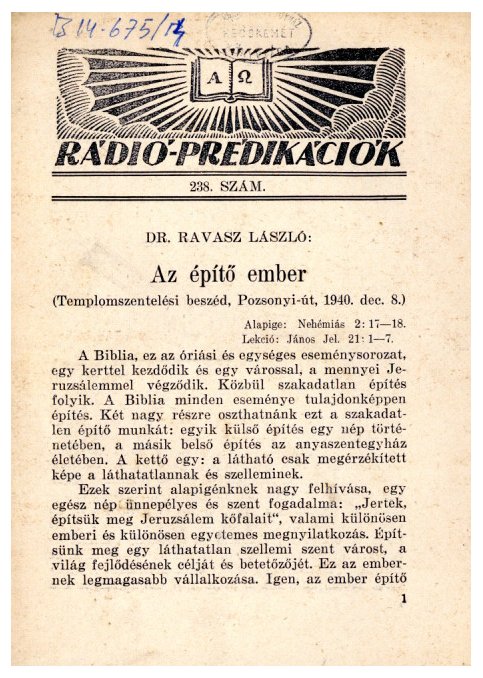 B 14-675/
KECSKEMÉT
Α Ω
RÁDIÓ-PRÉDIKÁCIÓK
238. SZÁM.
DR. RAVASZ LÁSZLÓ:
Az építő ember
(Templomszentelési beszéd, Pozsonyi-út, 1940. dec. 8.)
Alapige: Nehémiás 2: 17—18.
Lekció: János Jel. 21: 1—7.
A Biblia, ez az óriási és egységes eseménysorozat,
egy kerttel kezdődik és egy várossal, a mennyei Je-
ruzsálemmel végződik. Közbül szakadatlan építés
folyik. A Biblia minden eseménye tulajdonképpen
építés. Két nagy részre oszthatnánk ezt a szakadat-
len építő munkát: egyik külső építés egy nép törté-
netében, a másik belső építés az anyaszentegyház
életében. A kettő egy: a látható csak megérzékített
képe a láthatatlannak és szelleminek.
Ezek szerint alapigénknek nagy felhívása, egy
egész nép ünnepélyes és szent fogadalma: „Jertek,
építsük meg Jeruzsálem kőfalait“, valami különösen
emberi és különösen egyetemes megnyilatkozás. Épít-
sünk meg egy láthatatlan szellemi szent várost, a
világ fejlődésének célját és betetőzőjét. Ez az ember-
nek legmagasabb vállalkozása. Igen, az ember építő
1